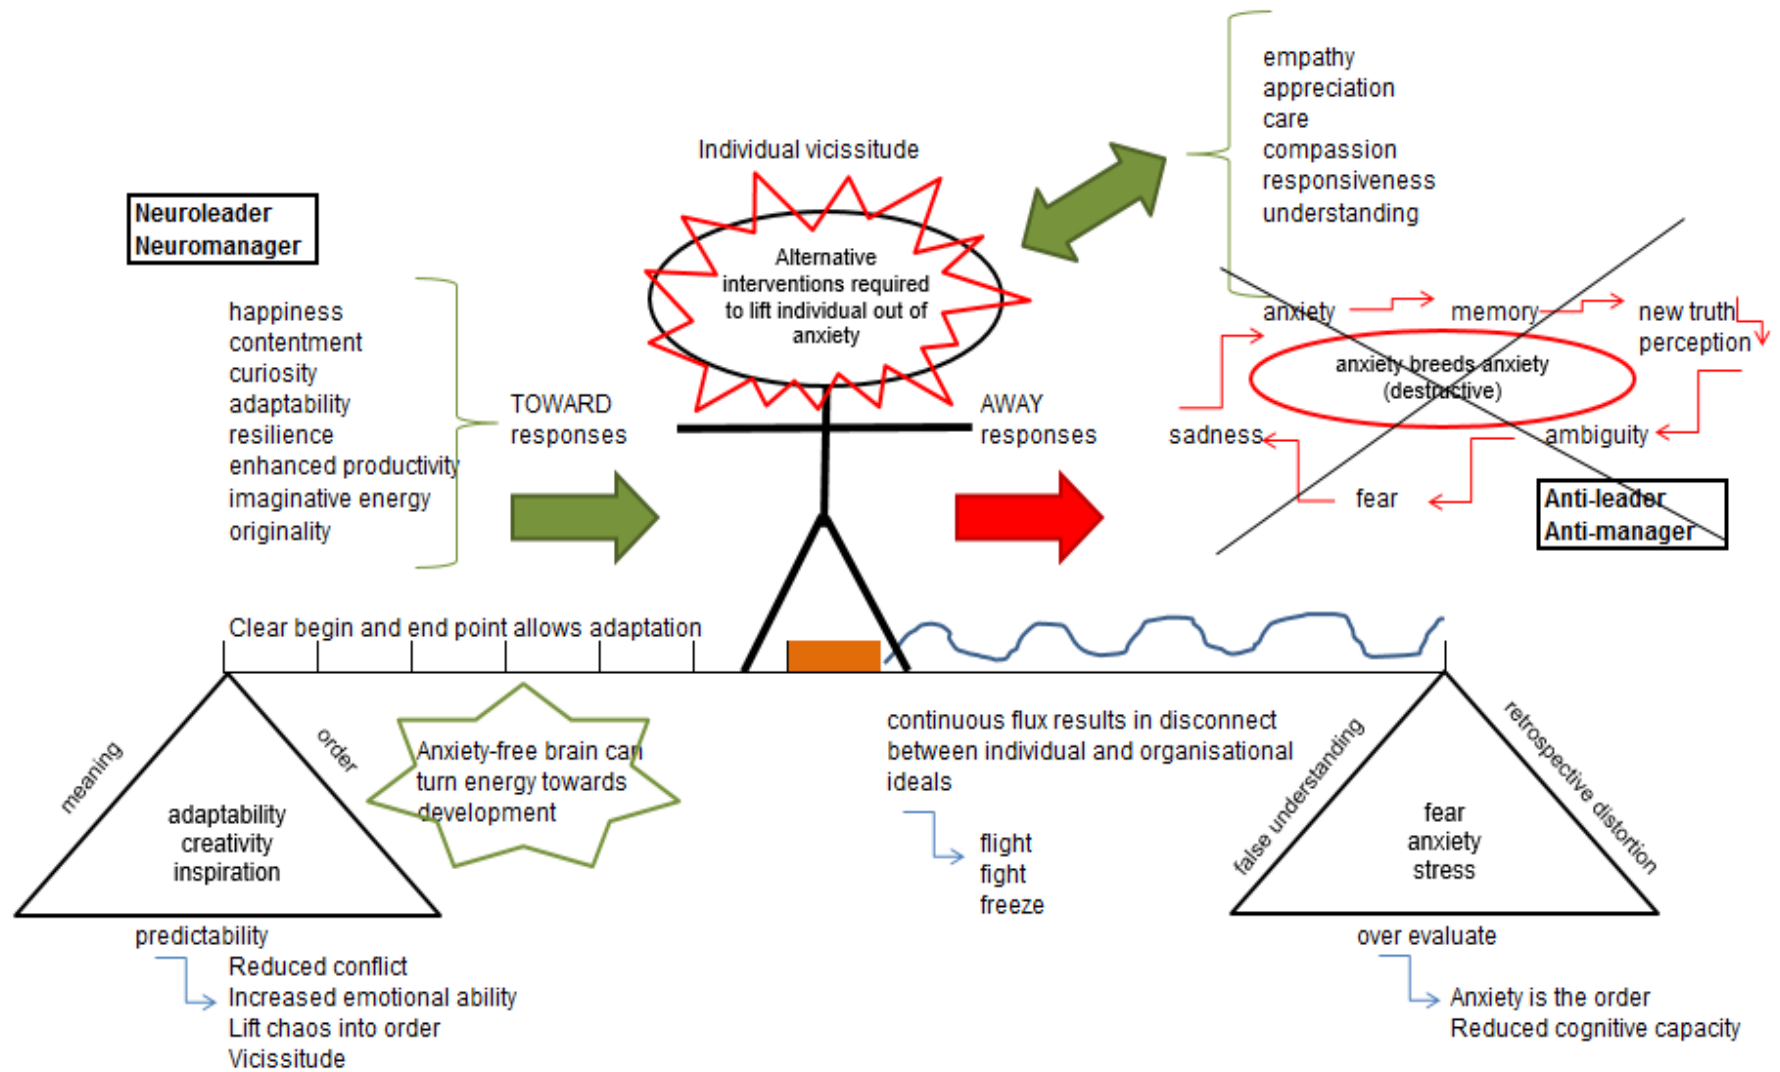 empathy
appreciation
care
compassion
responsiveness
understanding
Individual vicissitude
Neuroleader
Neuromanager
Alternative
interventions required
to lift individual out of
anxiety
happiness
contentment
curiosity
adaptability
resilience
enhanced productivity
imaginative energy
originality
TOWARD
responses
AWAY
responses
anxiety
memory
new truth
perception
anxiety breeds anxiety
(destructive)
sadness
ambiguity
fear
Anti-leader
Anti-manager
Clear begin and end point allows adaptation
meaning
order
adaptability
creativity
inspiration
Anxiety-free brain can
turn energy towards
development
continuous flux results in disconnect
between individual and organisational
ideals
flight
fight
freeze
false understanding
retrospective distortion
fear
anxiety
stress
predictability
Reduced conflict
Increased emotional ability
Lift chaos into order
Vicissitude
over evaluate
Anxiety is the order
Reduced cognitive capacity